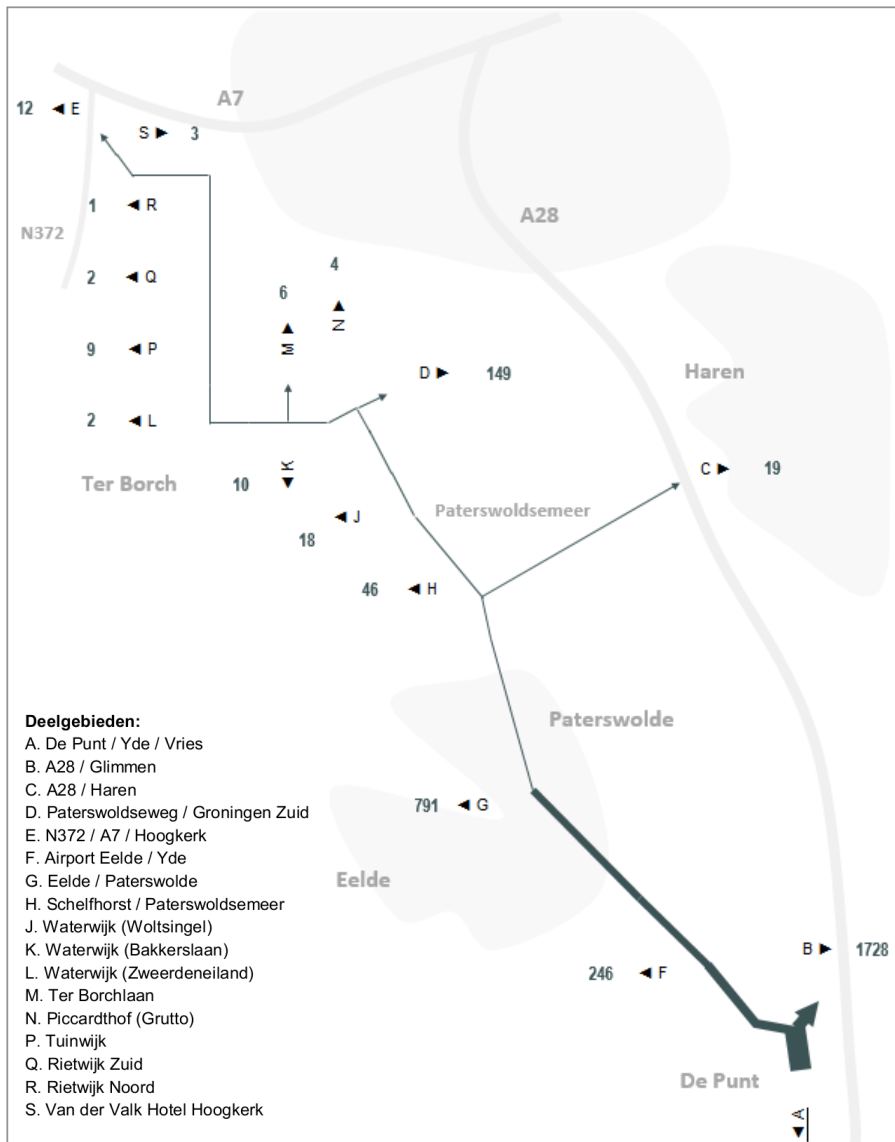 12 ◄ E
A7
S ► 3
1 ◄ R
N372
A28
2 ◄ Q
4
N ►
6
M ►
9 ◄ P
D ► 149
Haren
2 ◄ L
Ter Borch
10
K ◄
C ► 19
Paterswoldsemeer
◄ J
18
46 ◄ H
Paterswolde
791 ◄ G
Eelde
B ► 1728
246 ◄ F
De Punt
A ◄
Deelgebieden:
A. De Punt / Yde / Vries
B. A28 / Glimmen
C. A28 / Haren
D. Paterswoldseweg / Groningen Zuid
E. N372 / A7 / Hoogkerk
F. Airport Eelde / Yde
G. Eelde / Paterswolde
H. Schelfhorst / Paterswoldsemeer
J. Waterwijk (Woltsingel)
K. Waterwijk (Bakkerslaan)
L. Waterwijk (Zweerdeneiland)
M. Ter Borchlaan
N. Piccardthof (Grutto)
P. Tuinwijk
Q. Rietwijk Zuid
R. Rietwijk Noord
S. Van der Valk Hotel Hoogkerk